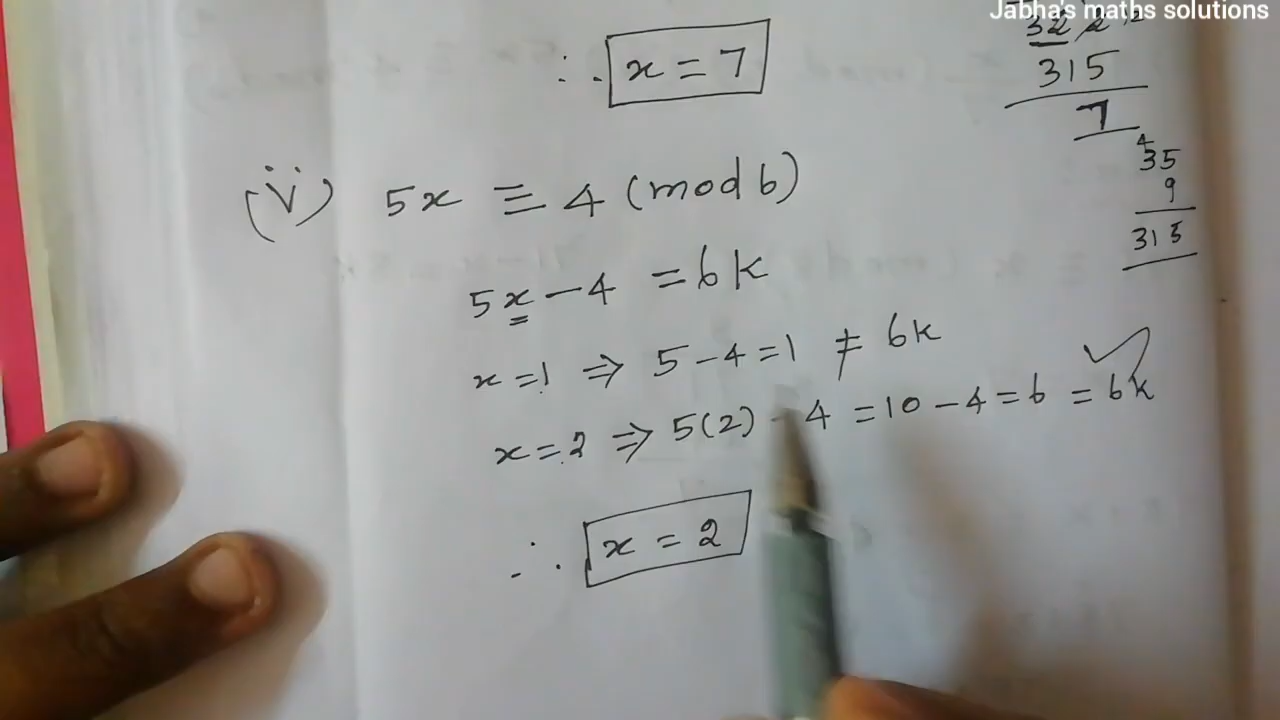 Jabha's maths solutions
∴ x = 7
315
7
4
35
9
315
(v) 5x ≡ 4 (mod 6)
5x − 4 = 6k
x = 1 ⇒ 5 − 4 = 1 ≠ 6k
x = 2 ⇒ 5(2) − 4 = 10 − 4 = 6 = 6k ✓
∴ x = 2